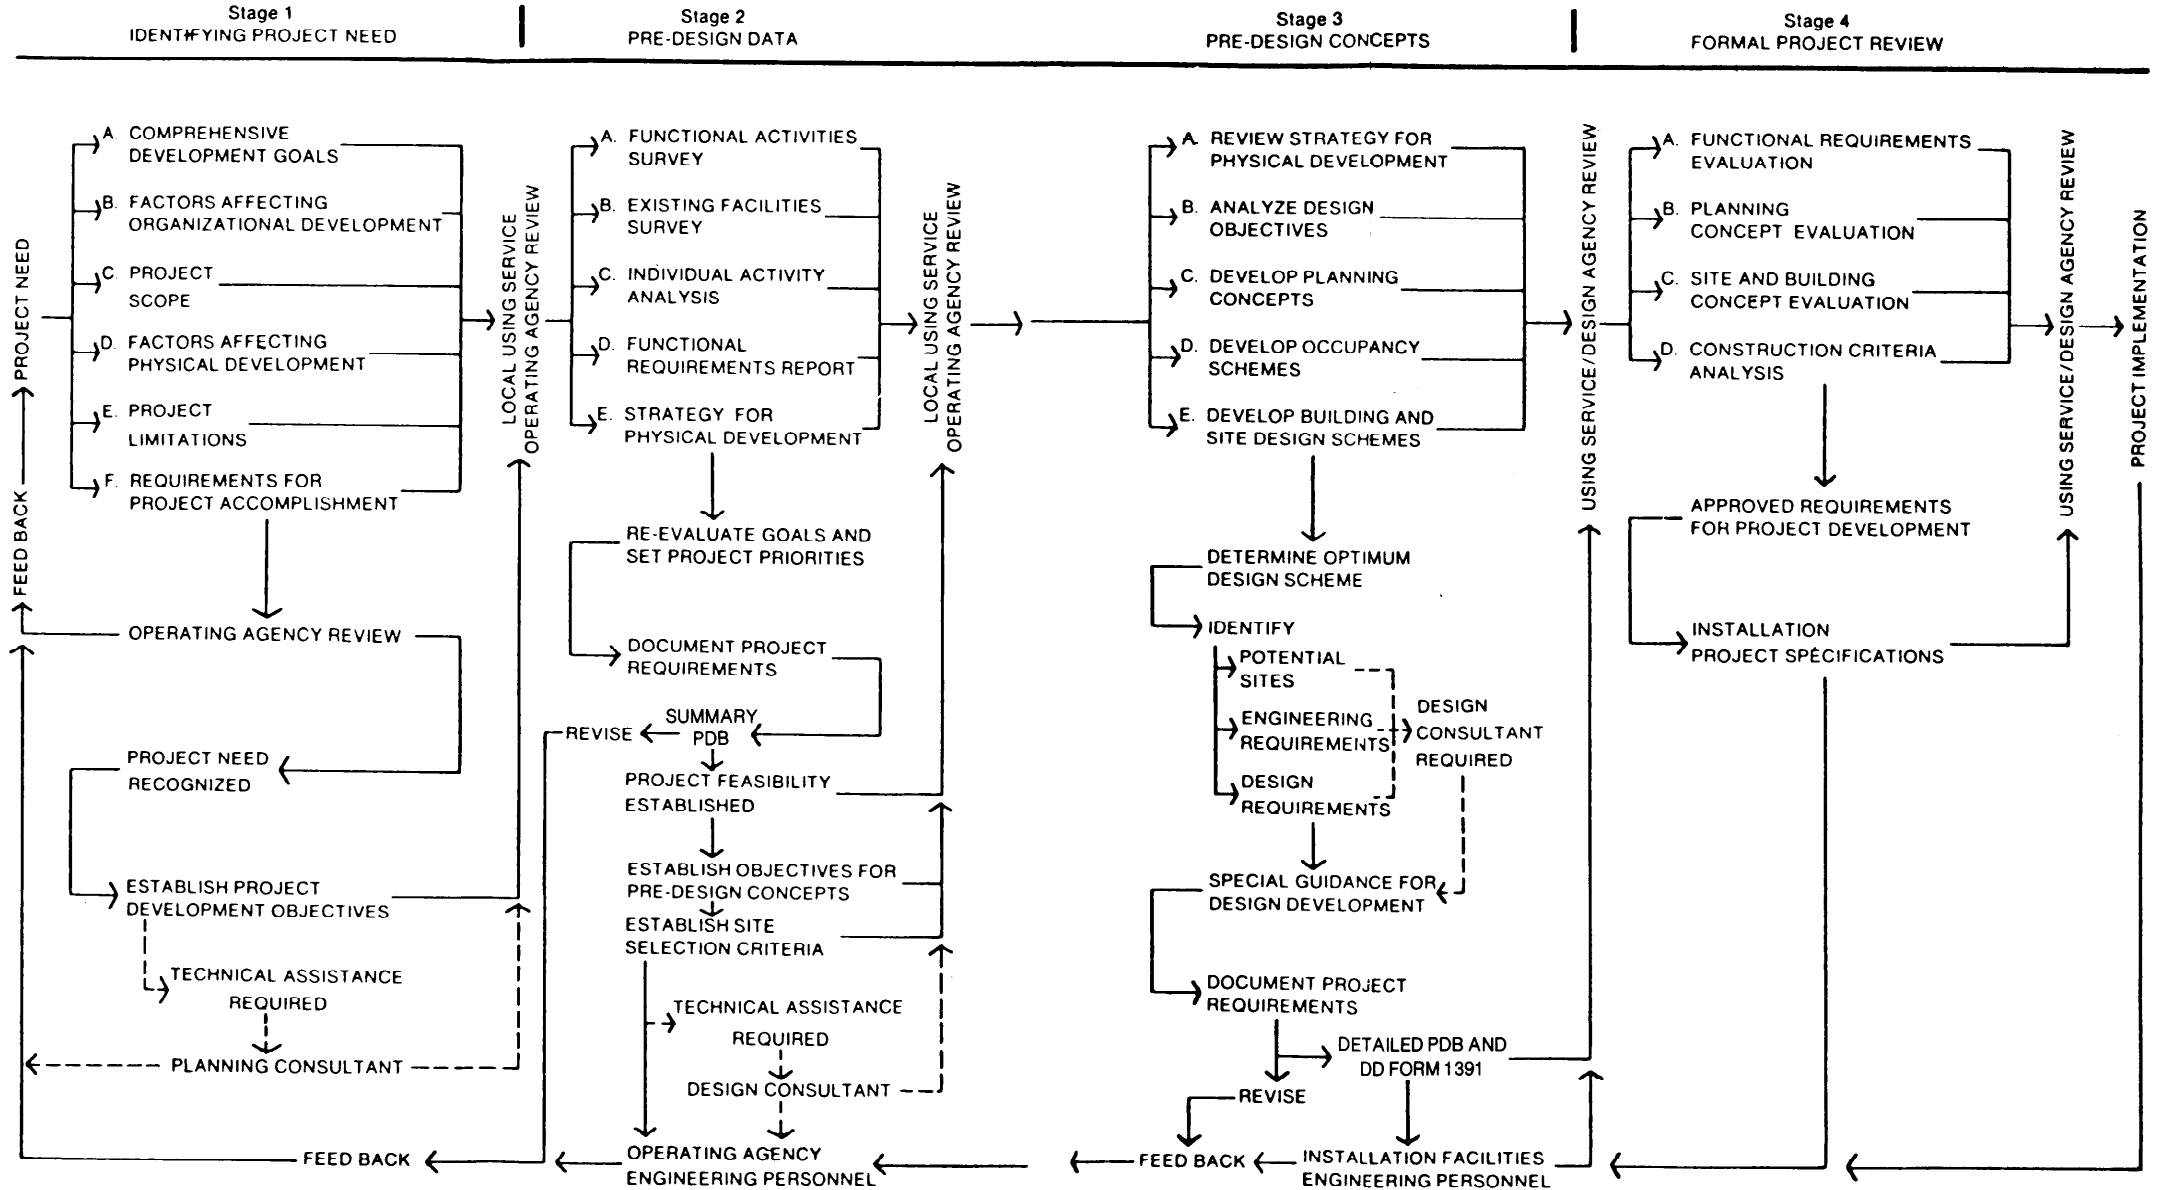 Stage 1
IDENTIFYING PROJECT NEED
Stage 2
PRE-DESIGN DATA
Stage 3
PRE-DESIGN CONCEPTS
Stage 4
FORMAL PROJECT REVIEW
PROJECT NEED
FEED BACK
A. COMPREHENSIVE
DEVELOPMENT GOALS
B. FACTORS AFFECTING
ORGANIZATIONAL DEVELOPMENT
C. PROJECT
SCOPE
D. FACTORS AFFECTING
PHYSICAL DEVELOPMENT
E. PROJECT
LIMITATIONS
F. REQUIREMENTS FOR
PROJECT ACCOMPLISHMENT
OPERATING AGENCY REVIEW
PROJECT NEED
RECOGNIZED
ESTABLISH PROJECT
DEVELOPMENT OBJECTIVES
TECHNICAL ASSISTANCE
REQUIRED
PLANNING CONSULTANT
FEED BACK
LOCAL USING SERVICE
OPERATING AGENCY REVIEW
A. FUNCTIONAL ACTIVITIES
SURVEY
B. EXISTING FACILITIES
SURVEY
C. INDIVIDUAL ACTIVITY
ANALYSIS
D. FUNCTIONAL
REQUIREMENTS REPORT
E. STRATEGY FOR
PHYSICAL DEVELOPMENT
RE-EVALUATE GOALS AND
SET PROJECT PRIORITIES
DOCUMENT PROJECT
REQUIREMENTS
SUMMARY
PDB
REVISE
PROJECT FEASIBILITY
ESTABLISHED
ESTABLISH OBJECTIVES FOR
PRE-DESIGN CONCEPTS
ESTABLISH SITE
SELECTION CRITERIA
TECHNICAL ASSISTANCE
REQUIRED
DESIGN CONSULTANT
OPERATING AGENCY
ENGINEERING PERSONNEL
LOCAL USING SERVICE
OPERATING AGENCY REVIEW
A. REVIEW STRATEGY FOR
PHYSICAL DEVELOPMENT
B. ANALYZE DESIGN
OBJECTIVES
C. DEVELOP PLANNING
CONCEPTS
D. DEVELOP OCCUPANCY
SCHEMES
E. DEVELOP BUILDING AND
SITE DESIGN SCHEMES
DETERMINE OPTIMUM
DESIGN SCHEME
IDENTIFY
POTENTIAL
SITES
ENGINEERING
REQUIREMENTS
DESIGN
REQUIREMENTS
DESIGN
CONSULTANT
REQUIRED
SPECIAL GUIDANCE FOR
DESIGN DEVELOPMENT
DOCUMENT PROJECT
REQUIREMENTS
DETAILED PDB AND
DD FORM 1391
REVISE
FEED BACK
INSTALLATION FACILITIES
ENGINEERING PERSONNEL
USING SERVICE/DESIGN AGENCY REVIEW
A. FUNCTIONAL REQUIREMENTS
EVALUATION
B. PLANNING
CONCEPT EVALUATION
C. SITE AND BUILDING
CONCEPT EVALUATION
D. CONSTRUCTION CRITERIA
ANALYSIS
APPROVED REQUIREMENTS
FOR PROJECT DEVELOPMENT
INSTALLATION
PROJECT SPECIFICATIONS
USING SERVICE/DESIGN AGENCY REVIEW
PROJECT IMPLEMENTATION